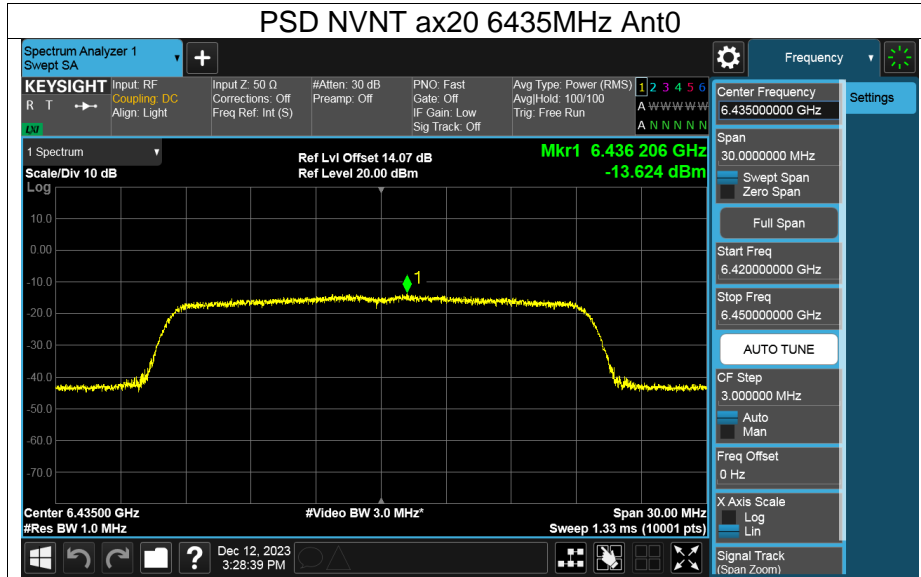 PSD NVNT ax20 6435MHz Ant0
Spectrum Analyzer 1
Swept SA
+
Frequency
KEYSIGHT
R T
LXI
Input: RF
Coupling: DC
Align: Light
Input Z: 50 Ω
Corrections: Off
Freq Ref: Int (S)
#Atten: 30 dB
Preamp: Off
PNO: Fast
Gate: Off
IF Gain: Low
Sig Track: Off
Avg Type: Power (RMS)
Avg|Hold: 100/100
Trig: Free Run
1 2 3 4 5 6
A W W W W W
A N N N N N
1 Spectrum
Scale/Div 10 dB
Ref Lvl Offset 14.07 dB
Ref Level 20.00 dBm
Mkr1 6.436 206 GHz
-13.624 dBm
Log
10.0
0.00
-10.0
-20.0
-30.0
-40.0
-50.0
-60.0
-70.0
1
Center 6.43500 GHz
#Res BW 1.0 MHz
#Video BW 3.0 MHz*
Span 30.00 MHz
Sweep 1.33 ms (10001 pts)
Center Frequency
6.435000000 GHz
Settings
Span
30.0000000 MHz
Swept Span
Zero Span
Full Span
Start Freq
6.420000000 GHz
Stop Freq
6.450000000 GHz
AUTO TUNE
CF Step
3.000000 MHz
Auto
Man
Freq Offset
0 Hz
X Axis Scale
Log
Lin
Signal Track
(Span Zoom)
?
Dec 12, 2023
3:28:39 PM